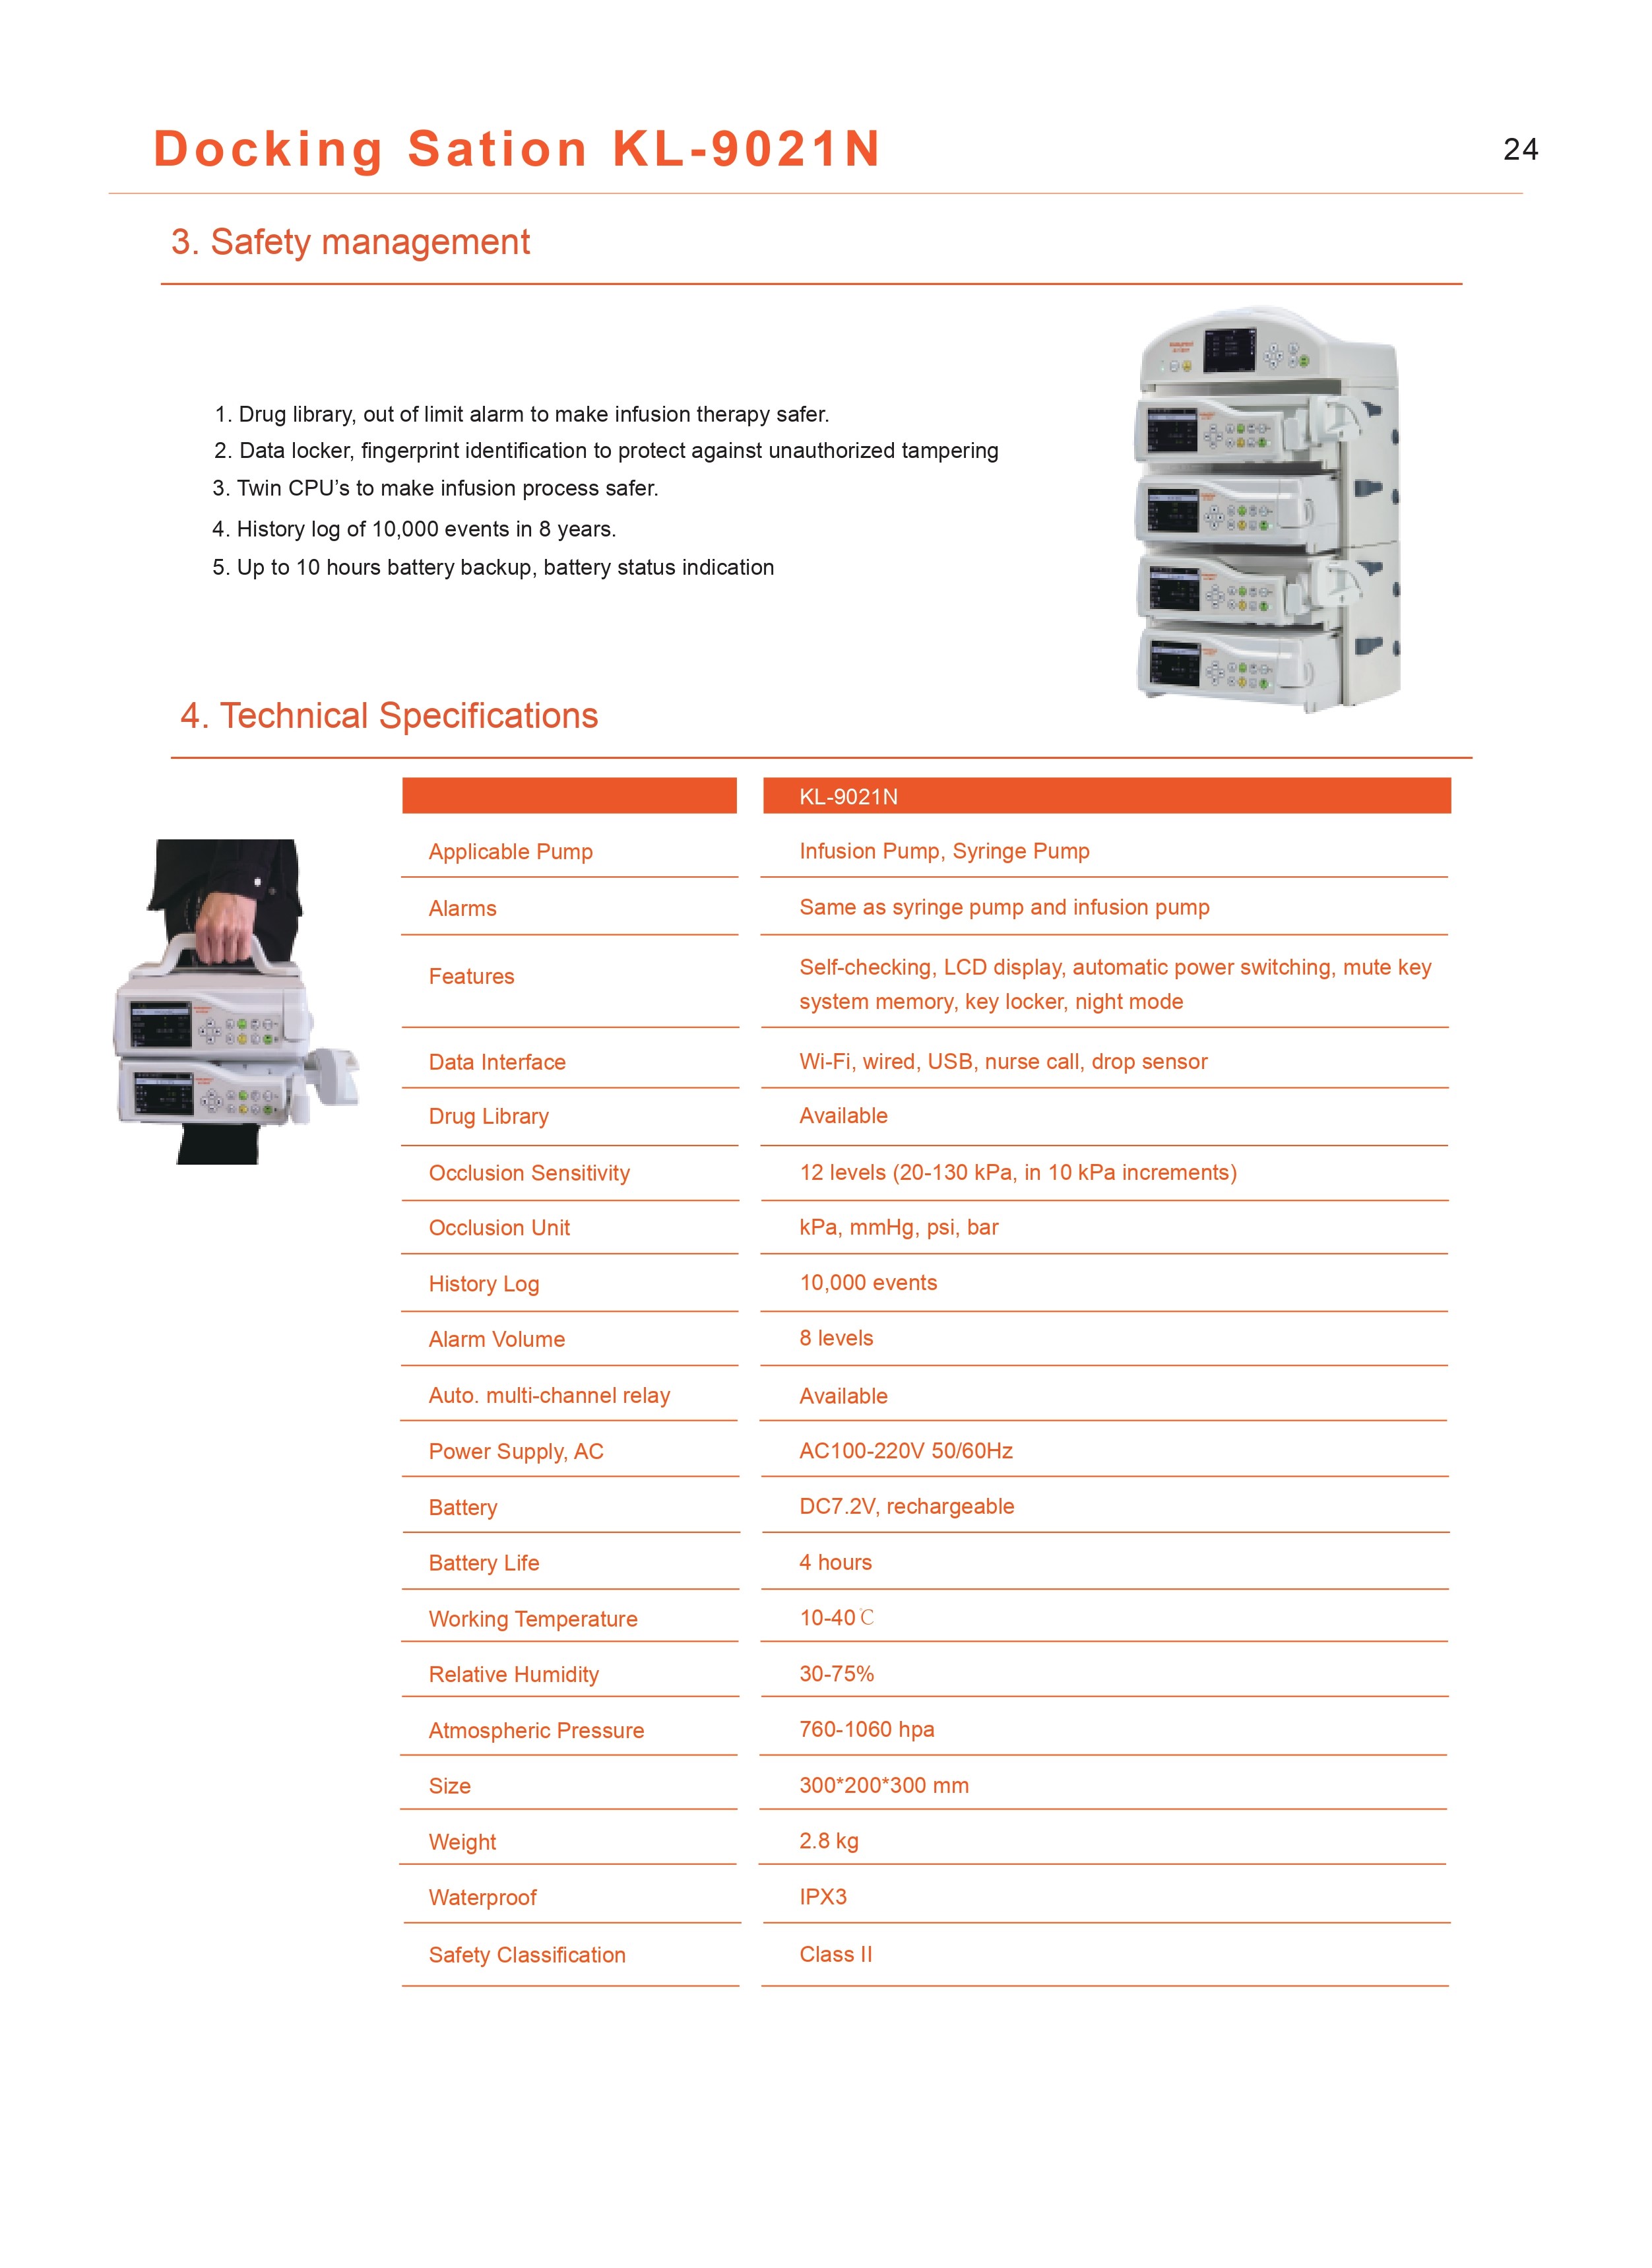 Docking Sation KL-9021N
24
3. Safety management
1. Drug library, out of limit alarm to make infusion therapy safer.
2. Data locker, fingerprint identification to protect against unauthorized tampering
3. Twin CPU’s to make infusion process safer.
4. History log of 10,000 events in 8 years.
5. Up to 10 hours battery backup, battery status indication
4. Technical Specifications
KL-9021N
Applicable Pump Infusion Pump, Syringe Pump
Alarms Same as syringe pump and infusion pump
Features Self-checking, LCD display, automatic power switching, mute key
system memory, key locker, night mode
Data Interface Wi-Fi, wired, USB, nurse call, drop sensor
Drug Library Available
Occlusion Sensitivity 12 levels (20-130 kPa, in 10 kPa increments)
Occlusion Unit kPa, mmHg, psi, bar
History Log 10,000 events
Alarm Volume 8 levels
Auto. multi-channel relay Available
Power Supply, AC AC100-220V 50/60Hz
Battery DC7.2V, rechargeable
Battery Life 4 hours
Working Temperature 10-40℃
Relative Humidity 30-75%
Atmospheric Pressure 760-1060 hpa
Size 300*200*300 mm
Weight 2.8 kg
Waterproof IPX3
Safety Classification Class II